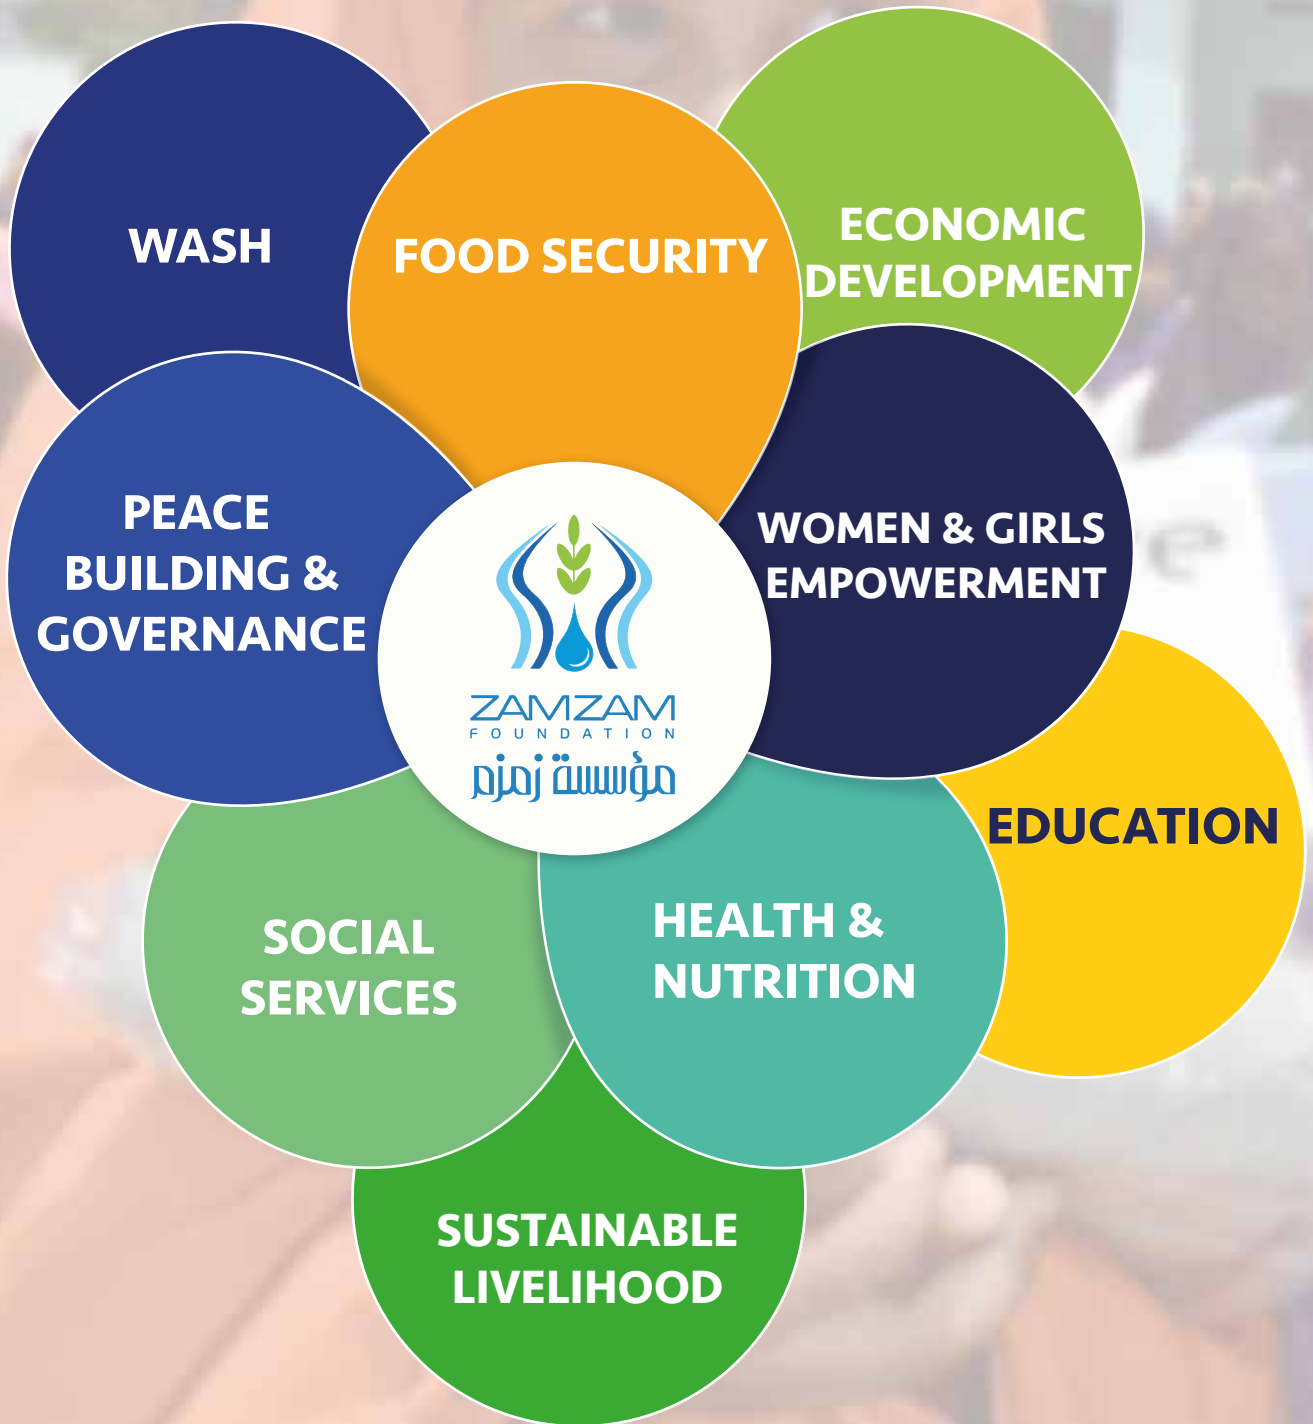 WASH
FOOD SECURITY
ECONOMIC
DEVELOPMENT
PEACE
BUILDING &
GOVERNANCE
WOMEN & GIRLS
EMPOWERMENT
ZAMZAM
FOUNDATION
مؤسسة زمزم
EDUCATION
SOCIAL
SERVICES
HEALTH &
NUTRITION
SUSTAINABLE
LIVELIHOOD